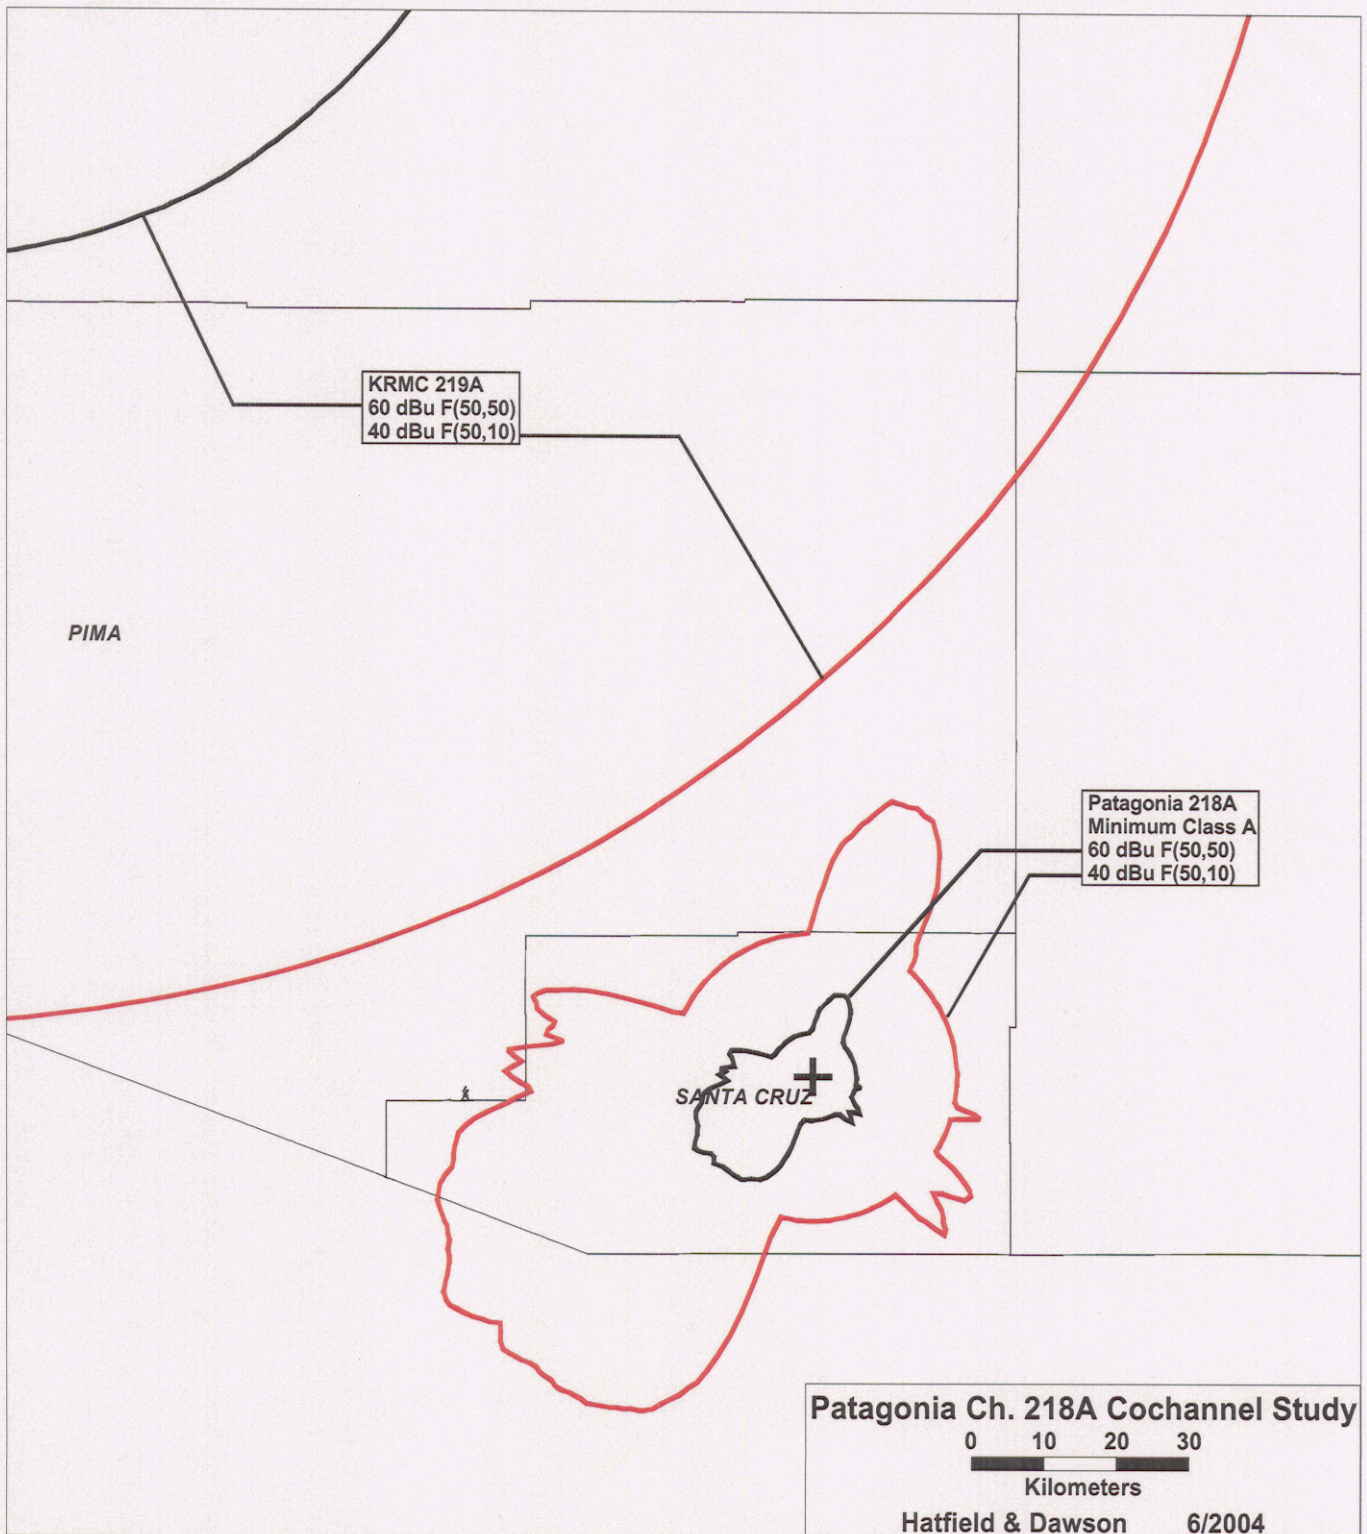 KRMC 219A
60 dBu F(50,50)
40 dBu F(50,10)
PIMA
Patagonia 218A
Minimum Class A
60 dBu F(50,50)
40 dBu F(50,10)
SANTA CRUZ
Patagonia Ch. 218A Cochannel Study
0 10 20 30
Kilometers
Hatfield & Dawson 6/2004